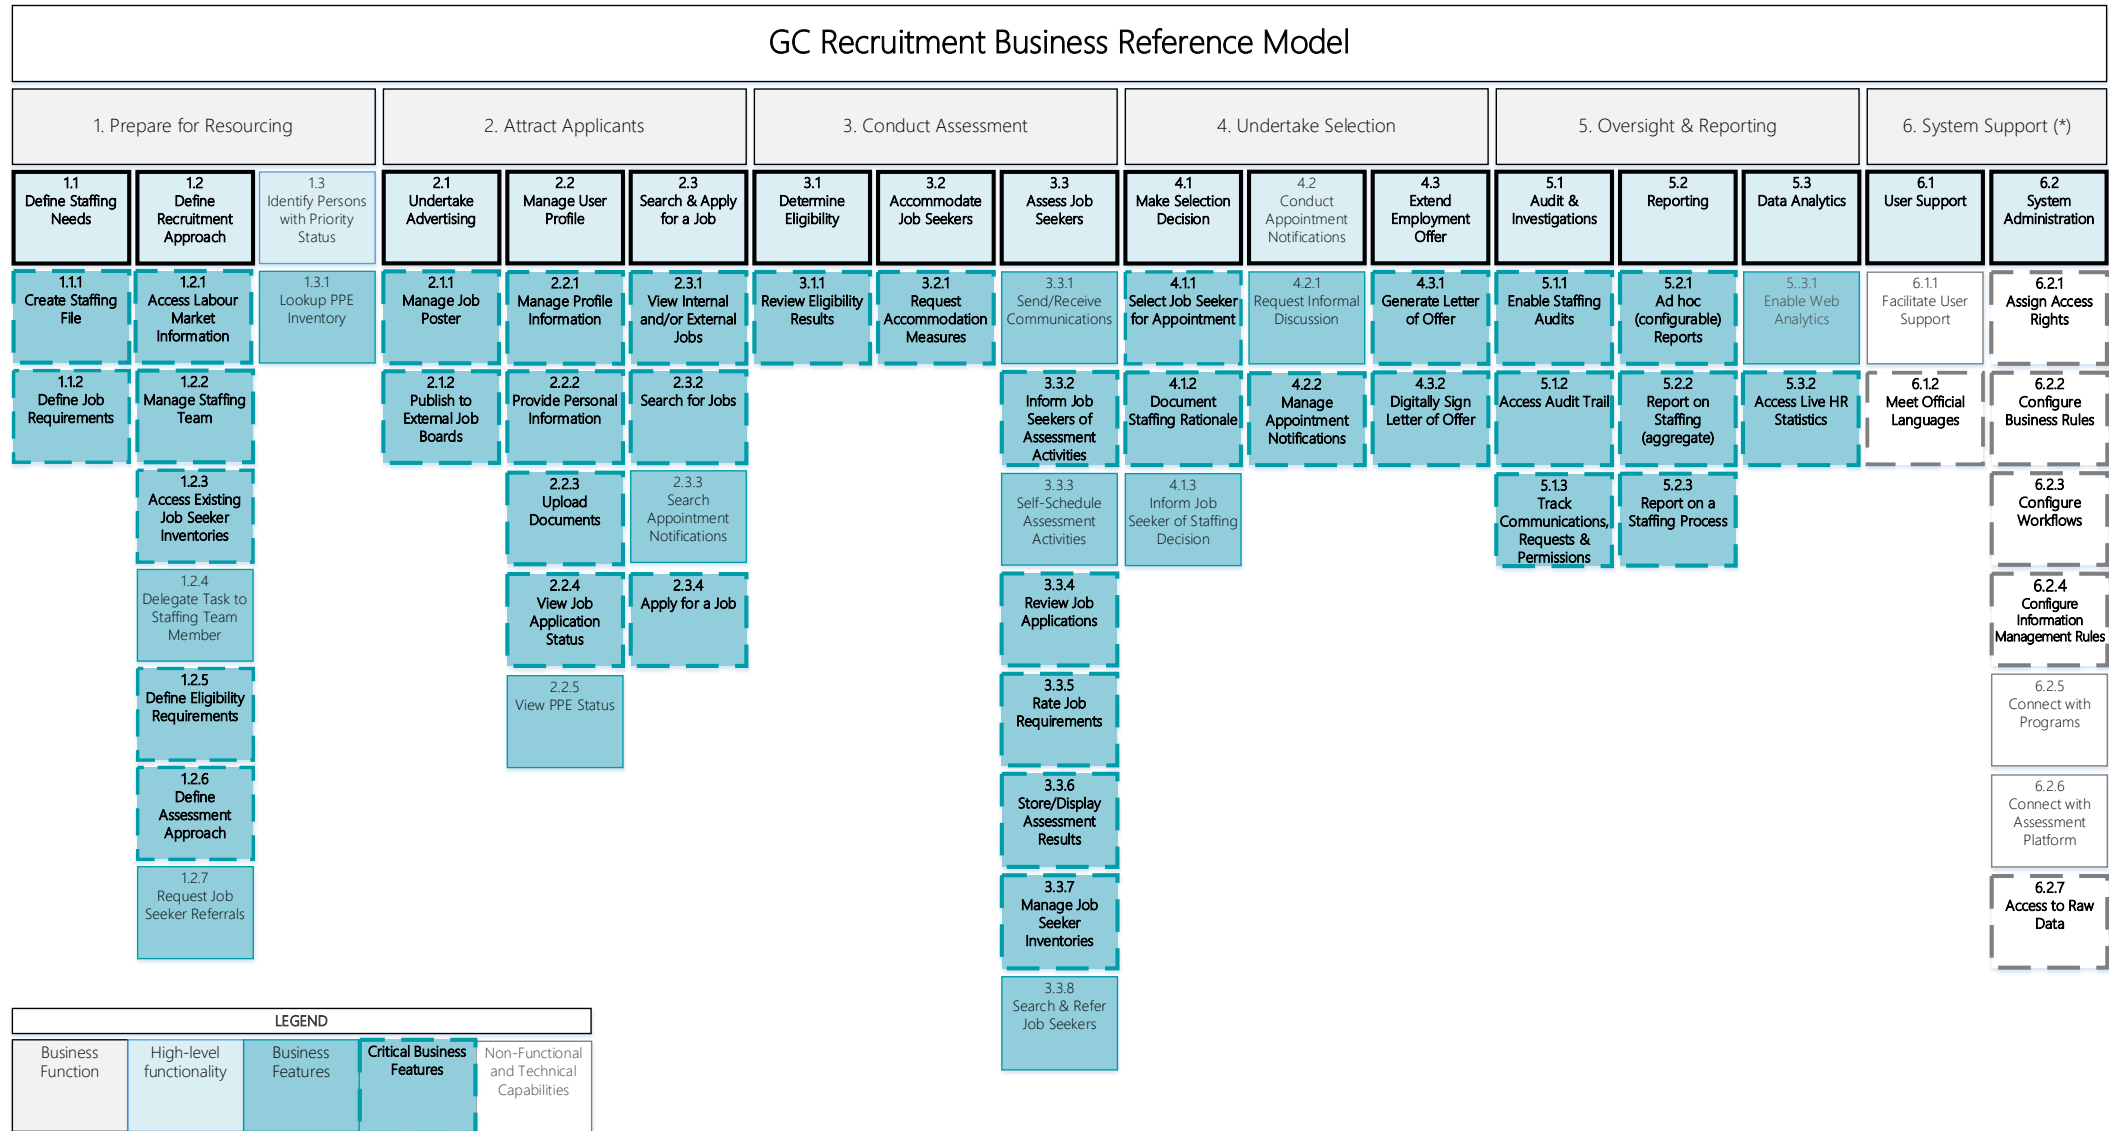 GC Recruitment Business Reference Model
1. Prepare for Resourcing
2. Attract Applicants
3. Conduct Assessment
4. Undertake Selection
5. Oversight & Reporting
6. System Support (*)
1.1
Define Staffing
Needs
1.2
Define
Recruitment
Approach
1.3
Identify Persons
with Priority
Status
2.1
Undertake
Advertising
2.2
Manage User
Profile
2.3
Search & Apply
for a Job
3.1
Determine
Eligibility
3.2
Accommodate
Job Seekers
3.3
Assess Job
Seekers
4.1
Make Selection
Decision
4.2
Conduct
Appointment
Notifications
4.3
Extend
Employment
Offer
5.1
Audit &
Investigations
5.2
Reporting
5.3
Data Analytics
6.1
User Support
6.2
System
Administration
1.1.1
Create Staffing
File
1.2.1
Access Labour
Market
Information
1.3.1
Lookup PPE
Inventory
2.1.1
Manage Job
Poster
2.2.1
Manage Profile
Information
2.3.1
View Internal
and/or External
Jobs
3.1.1
Review Eligibility
Results
3.2.1
Request
Accommodation
Measures
3.3.1
Send/Receive
Communications
4.1.1
Select Job Seeker
for Appointment
4.2.1
Request Informal
Discussion
4.3.1
Generate Letter
of Offer
5.1.1
Enable Staffing
Audits
5.2.1
Ad hoc
(configurable)
Reports
5..3.1
Enable Web
Analytics
6.1.1
Facilitate User
Support
6.2.1
Assign Access
Rights
1.1.2
Define Job
Requirements
1.2.2
Manage Staffing
Team
2.1.2
Publish to
External Job
Boards
2.2.2
Provide Personal
Information
2.3.2
Search for Jobs
3.3.2
Inform Job
Seekers of
Assessment
Activities
4.1.2
Document
Staffing Rationale
4.2.2
Manage
Appointment
Notifications
4.3.2
Digitally Sign
Letter of Offer
5.1.2
Access Audit Trail
5.2.2
Report on
Staffing
(aggregate)
5.3.2
Access Live HR
Statistics
6.1.2
Meet Official
Languages
6.2.2
Configure
Business Rules
1.2.3
Access Existing
Job Seeker
Inventories
2.2.3
Upload
Documents
2.3.3
Search
Appointment
Notifications
3.3.3
Self-Schedule
Assessment
Activities
4.1.3
Inform Job
Seeker of Staffing
Decision
5.1.3
Track
Communications,
Requests &
Permissions
5.2.3
Report on a
Staffing Process
6.2.3
Configure
Workflows
1.2.4
Delegate Task to
Staffing Team
Member
2.2.4
View Job
Application
Status
2.3.4
Apply for a Job
3.3.4
Review Job
Applications
6.2.4
Configure
Information
Management Rules
1.2.5
Define Eligibility
Requirements
2.2.5
View PPE Status
3.3.5
Rate Job
Requirements
6.2.5
Connect with
Programs
1.2.6
Define
Assessment
Approach
3.3.6
Store/Display
Assessment
Results
6.2.6
Connect with
Assessment
Platform
1.2.7
Request Job
Seeker Referrals
3.3.7
Manage Job
Seeker
Inventories
6.2.7
Access to Raw
Data
3.3.8
Search & Refer
Job Seekers
LEGEND
Business
Function
High-level
functionality
Business
Features
Critical Business
Features
Non-Functional
and Technical
Capabilities